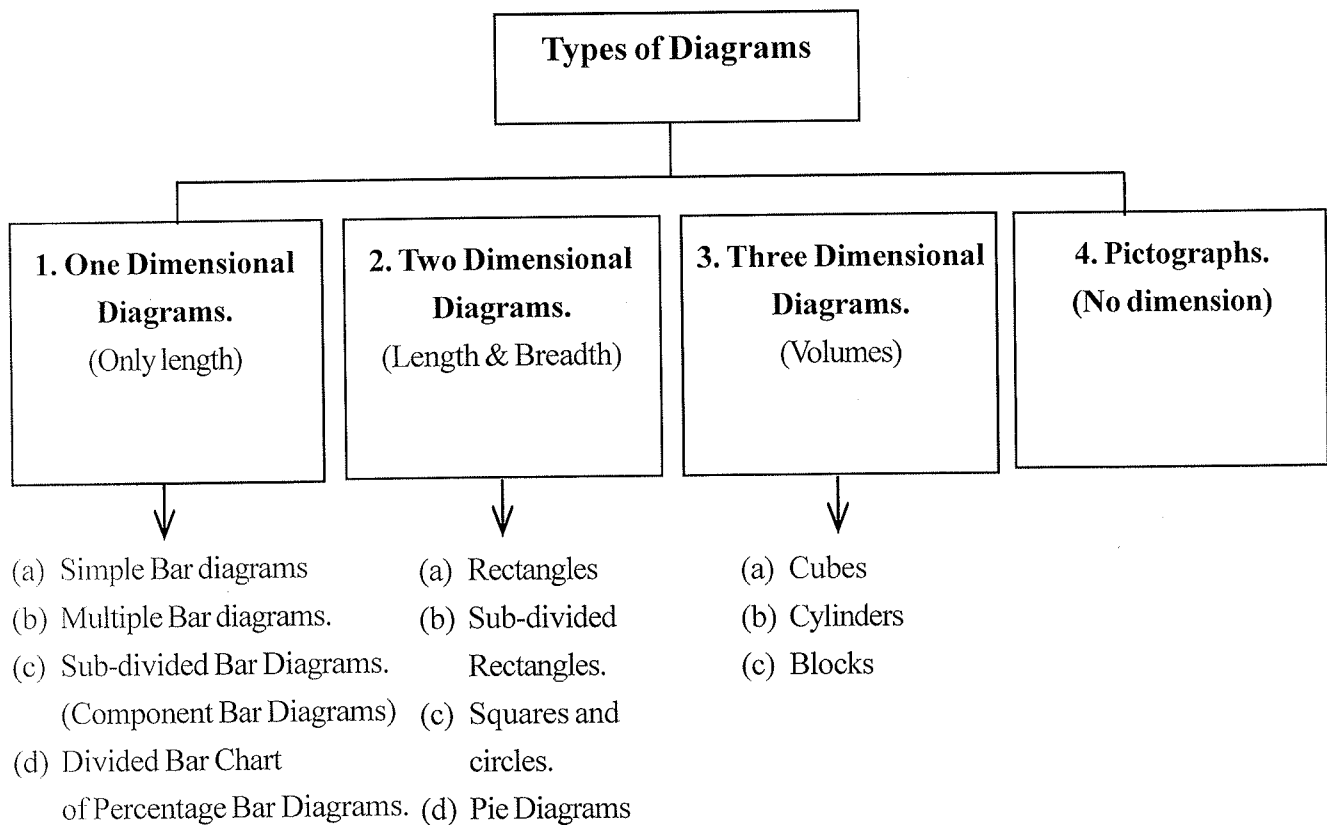 Types of Diagrams
1. One Dimensional
Diagrams.
(Only length)
2. Two Dimensional
Diagrams.
(Length & Breadth)
3. Three Dimensional
Diagrams.
(Volumes)
4. Pictographs.
(No dimension)
(a) Simple Bar diagrams
(b) Multiple Bar diagrams.
(c) Sub-divided Bar Diagrams.
(Component Bar Diagrams)
(d) Divided Bar Chart
of Percentage Bar Diagrams.
(a) Rectangles
(b) Sub-divided
Rectangles.
(c) Squares and
circles.
(d) Pie Diagrams
(a) Cubes
(b) Cylinders
(c) Blocks